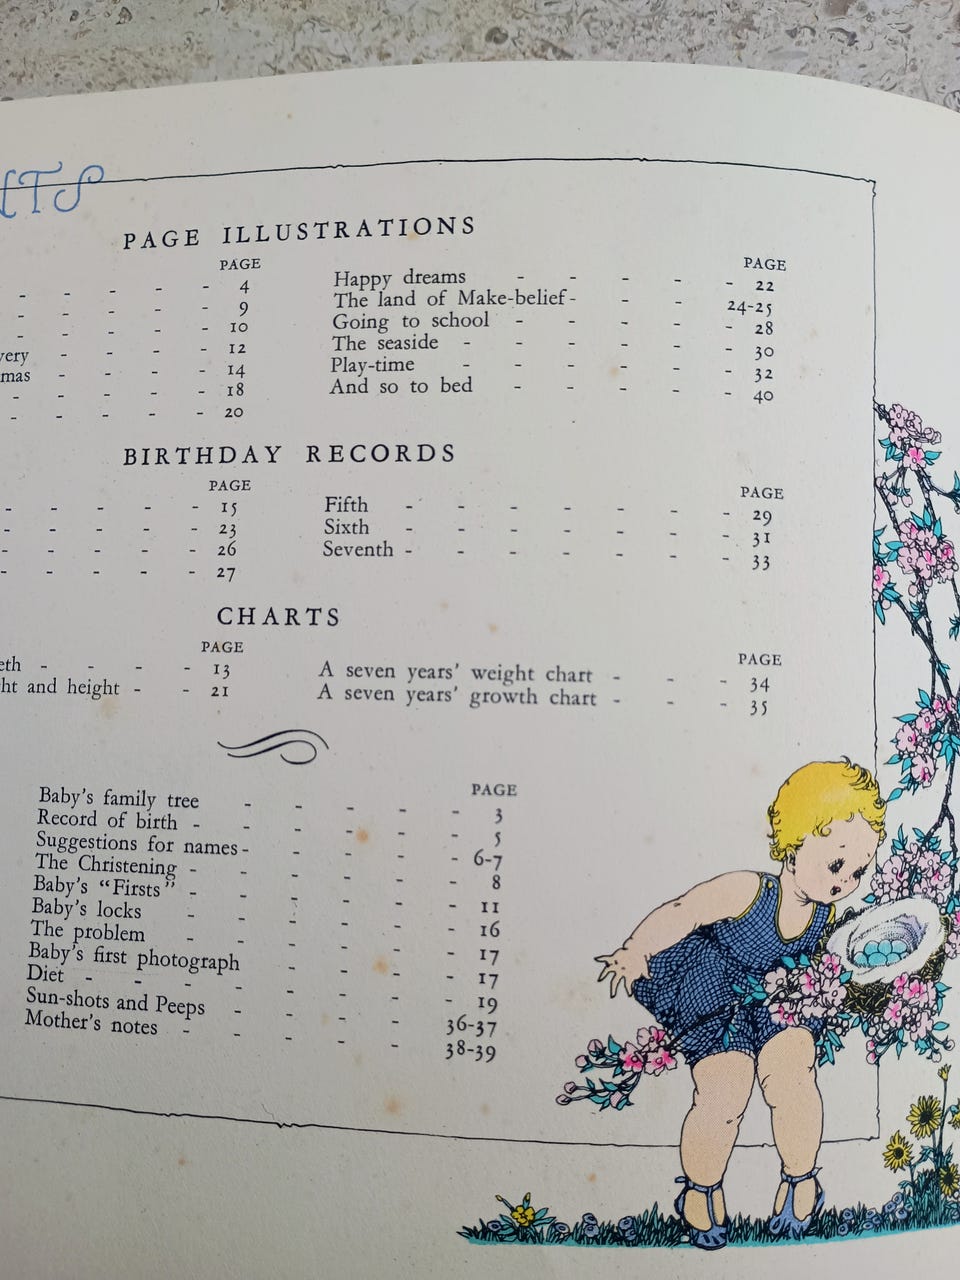 NTS
PAGE ILLUSTRATIONS
PAGE
- - - - - 4
- - - - - 9
- - - - - 10
very - - - - 12
mas - - - - 14
- - - - - 18
- - - - - 20
PAGE
Happy dreams - - - - - 22
The land of Make-belief - - - 24-25
Going to school - - - - - 28
The seaside - - - - - - 30
Play-time - - - - - 32
And so to bed - - - - - 40
BIRTHDAY RECORDS
PAGE
- - - - - 15
- - - - - 23
- - - - - 26
- - - - - 27
PAGE
Fifth - - - - - - - 29
Sixth - - - - - - - 31
Seventh - - - - - - - 33
CHARTS
PAGE
eth - - - - 13
ht and height - - 21
PAGE
A seven years' weight chart - - - 34
A seven years' growth chart - - - 35
PAGE
Baby's family tree - - - - - 3
Record of birth - - - - - - 5
Suggestions for names - - - - - 6-7
The Christening - - - - - - 8
Baby's "Firsts" - - - - - - 11
Baby's locks - - - - - - 16
The problem - - - - - - 17
Baby's first photograph - - - - 17
Diet - - - - - - - 19
Sun-shots and Peeps - - - - 36-37
Mother's notes - - - - - 38-39